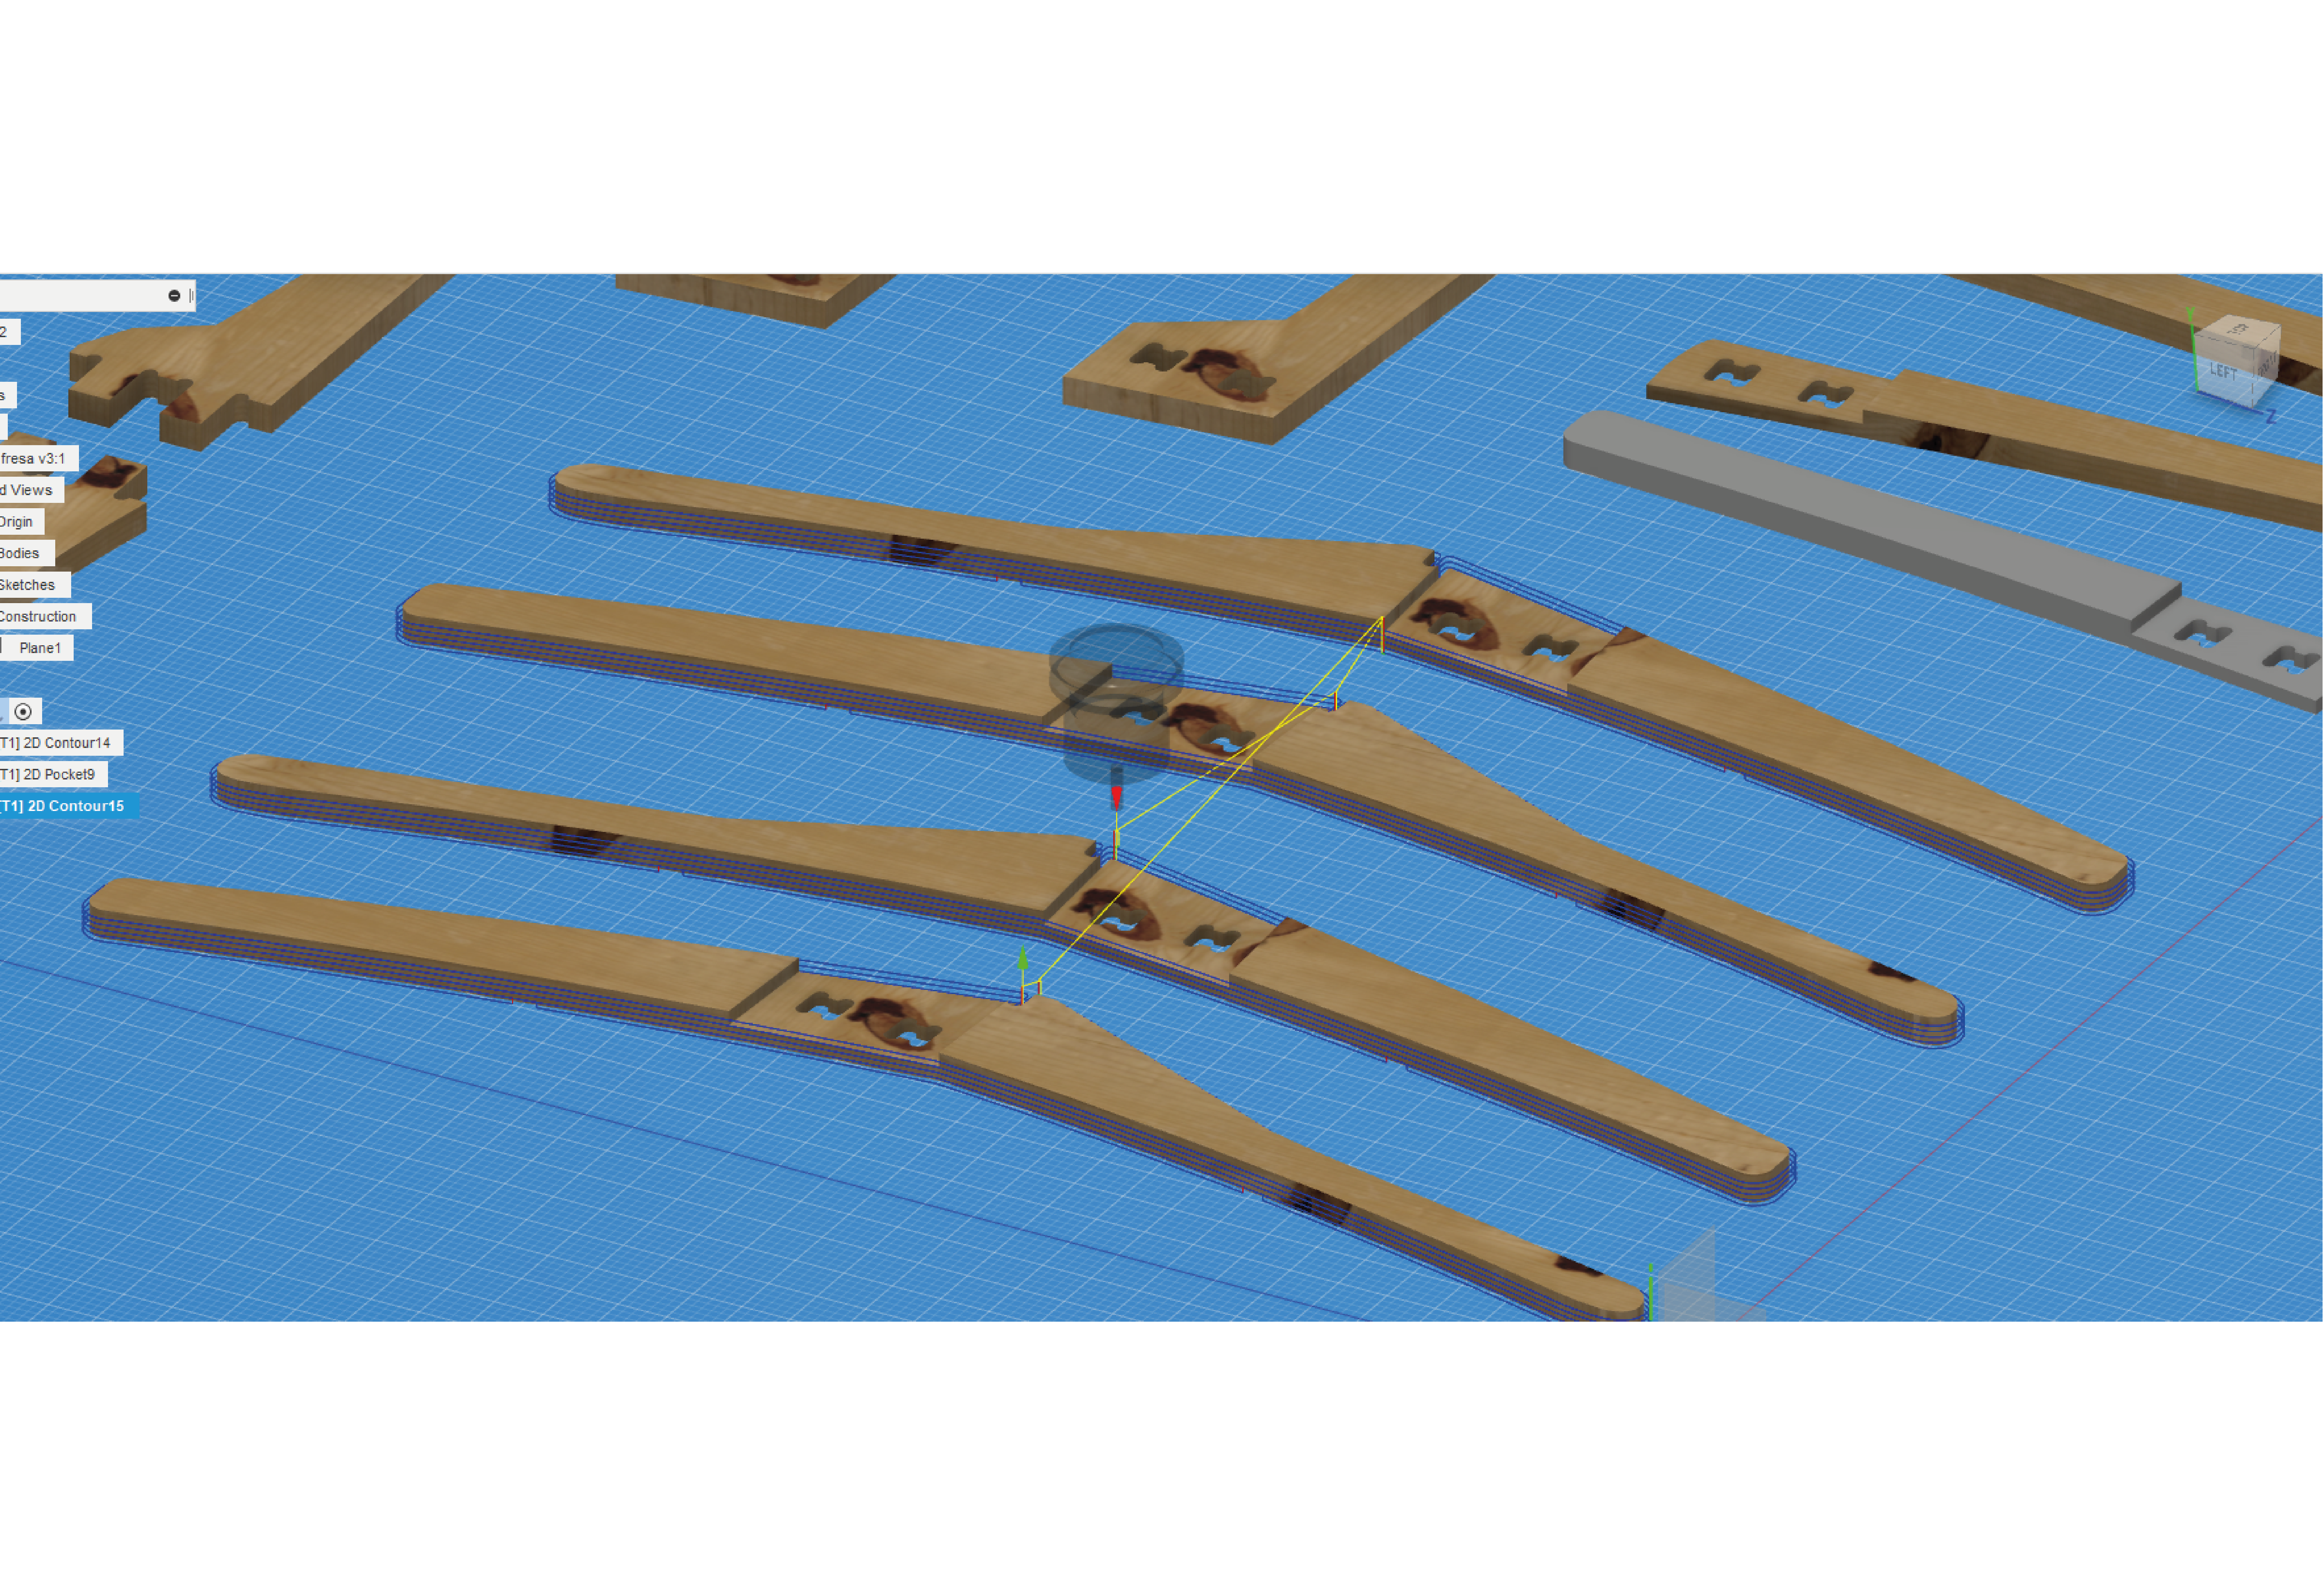 2
s
fresa v3:1
d Views
Origin
Bodies
Sketches
Construction
Plane1
T1] 2D Contour14
T1] 2D Pocket9
[T1] 2D Contour15
TOP
LEFT
Y
Z